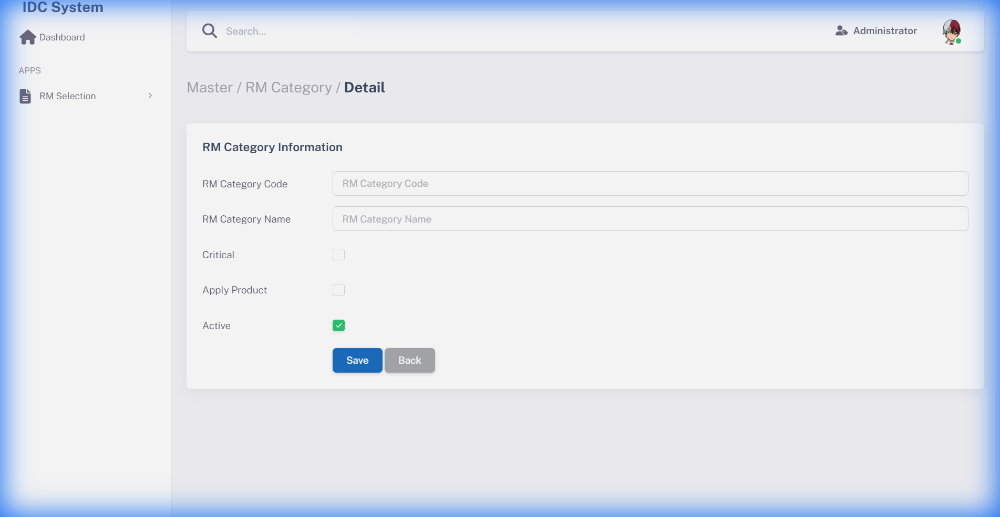 IDC System
Dashboard
APPS
RM Selection
Search...
Administrator
Master / RM Category / Detail
RM Category Information
RM Category Code
RM Category Code
RM Category Name
RM Category Name
Critical
Apply Product
Active
Save
Back